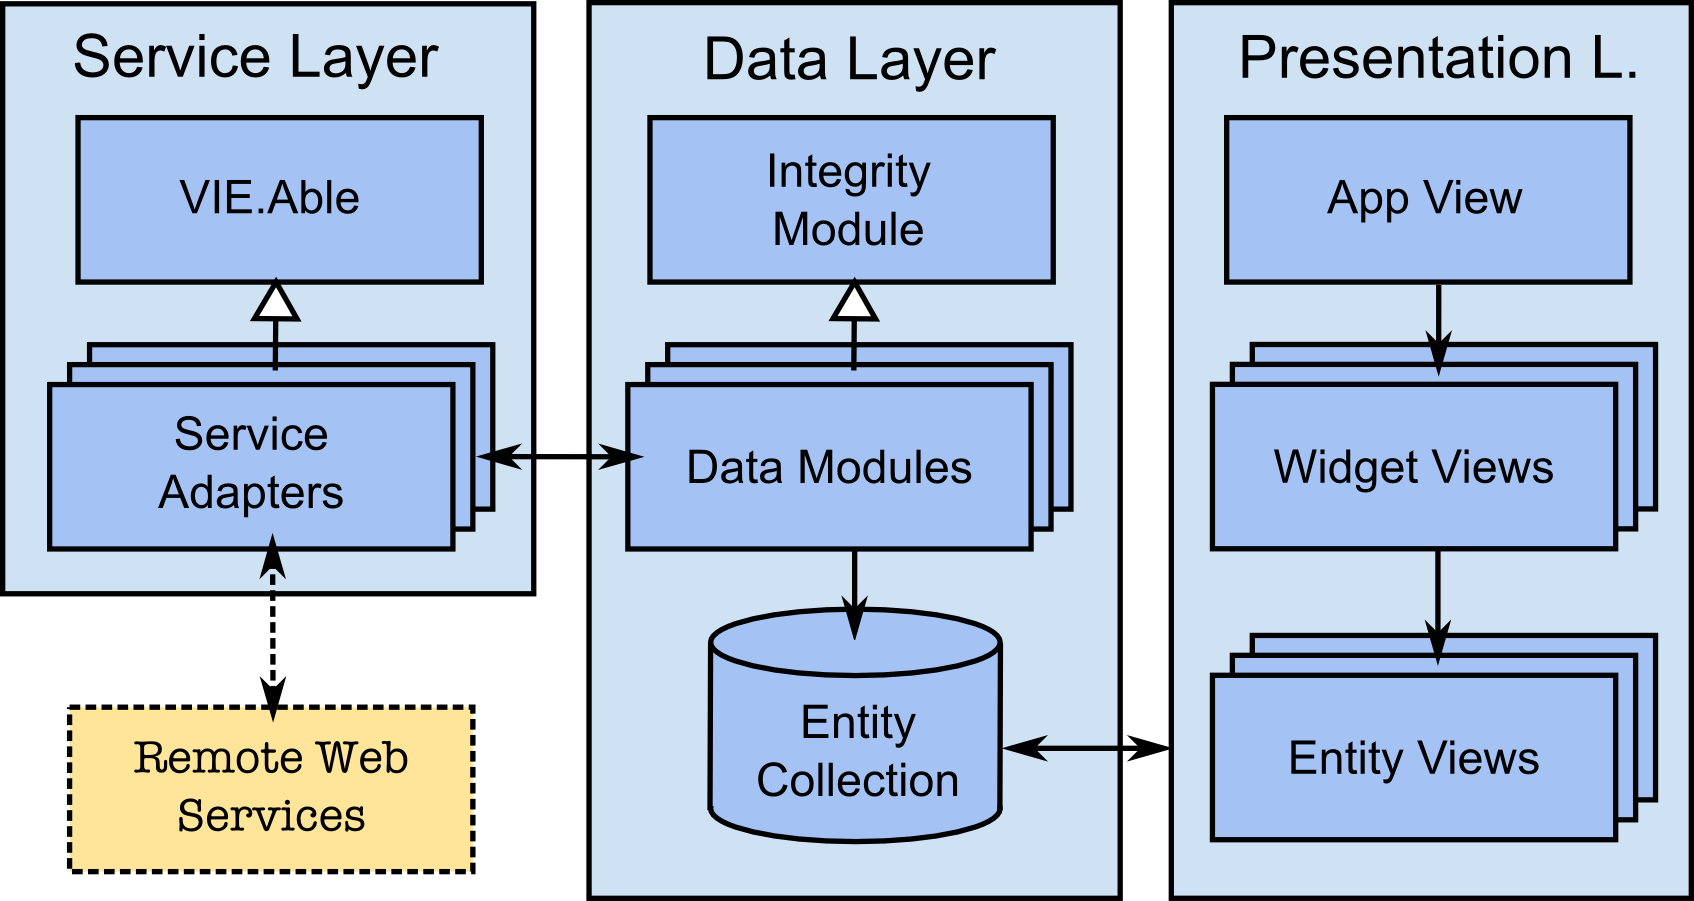 Service Layer
VIE.Able
Service
Adapters
Remote Web
Services
Data Layer
Integrity
Module
Data Modules
Entity
Collection
Presentation L.
App View
Widget Views
Entity Views